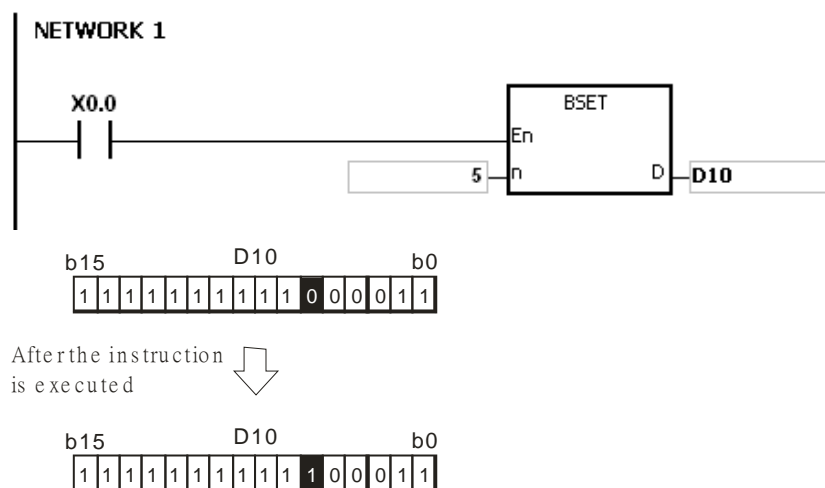 NETWORK 1
X0.0
BSET
En
5 n D D10
b15 D10 b0
1 1 1 1 1 1 1 1 1 1 0 0 0 0 1 1
After the instruction
is executed
b15 D10 b0
1 1 1 1 1 1 1 1 1 1 1 0 0 0 1 1